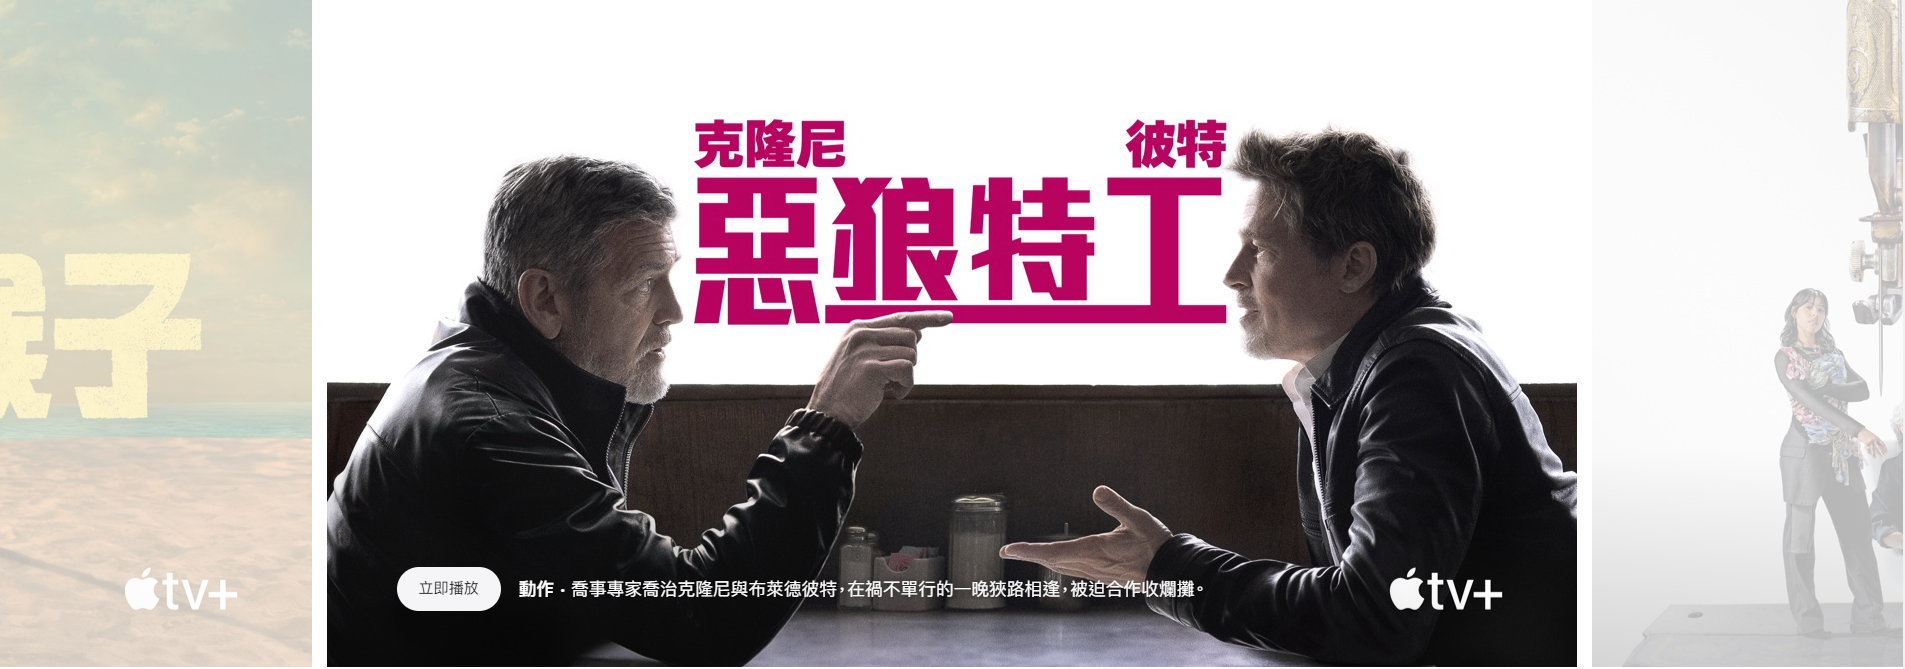 子
tv+
克隆尼
彼特
惡狼特工
立即播放
動作 · 喬事專家喬治克隆尼與布萊德彼特，在禍不單行的一晚狹路相逢，被迫合作收爛攤。
tv+